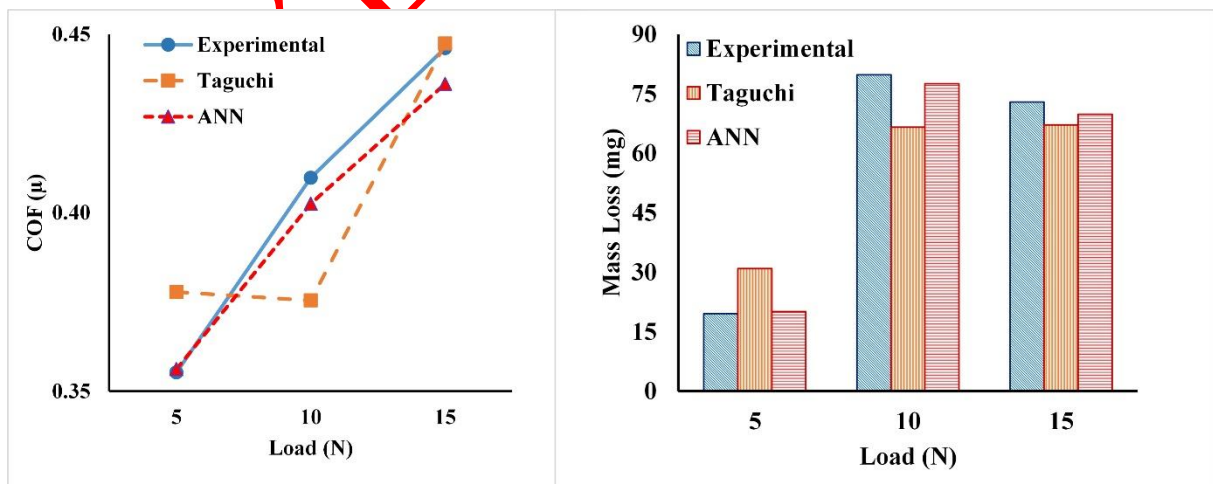 0.45
0.40
0.35
COF (μ)
Experimental
Taguchi
ANN
5 10 15
Load (N)
90
75
60
45
30
15
0
Mass Loss (mg)
Experimental
Taguchi
ANN
5 10 15
Load (N)